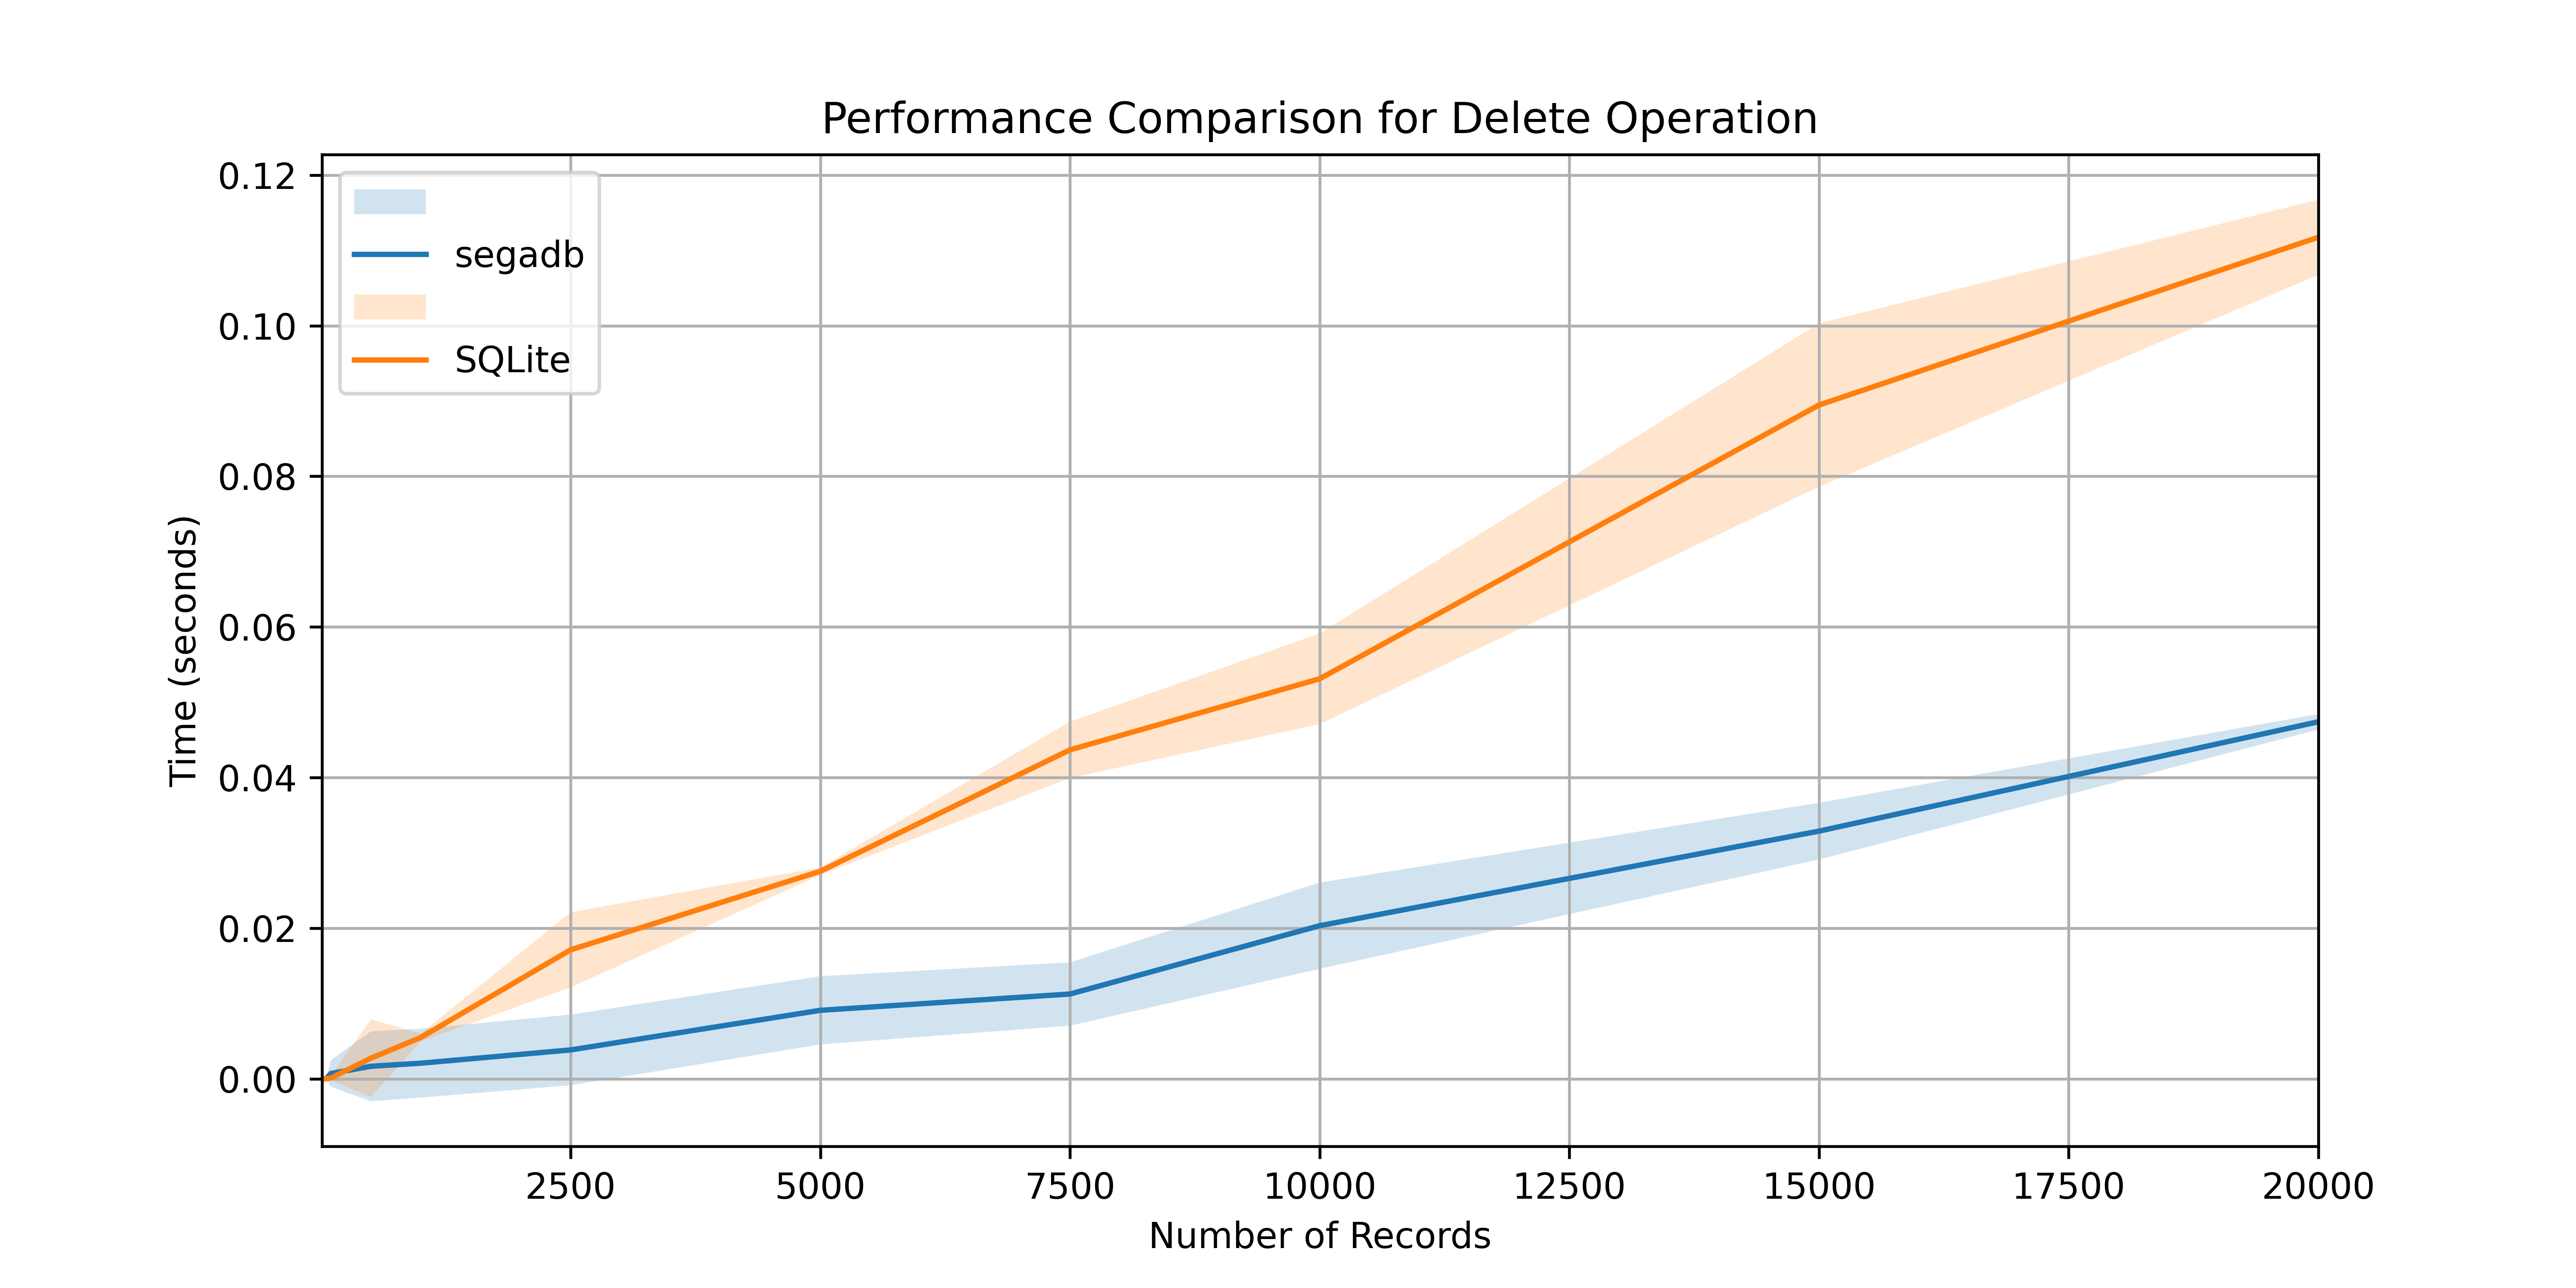 Performance Comparison for Delete Operation
0.12
0.10
0.08
0.06
0.04
0.02
0.00
Time (seconds)
segadb
SQLite
2500 5000 7500 10000 12500 15000 17500 20000
Number of Records